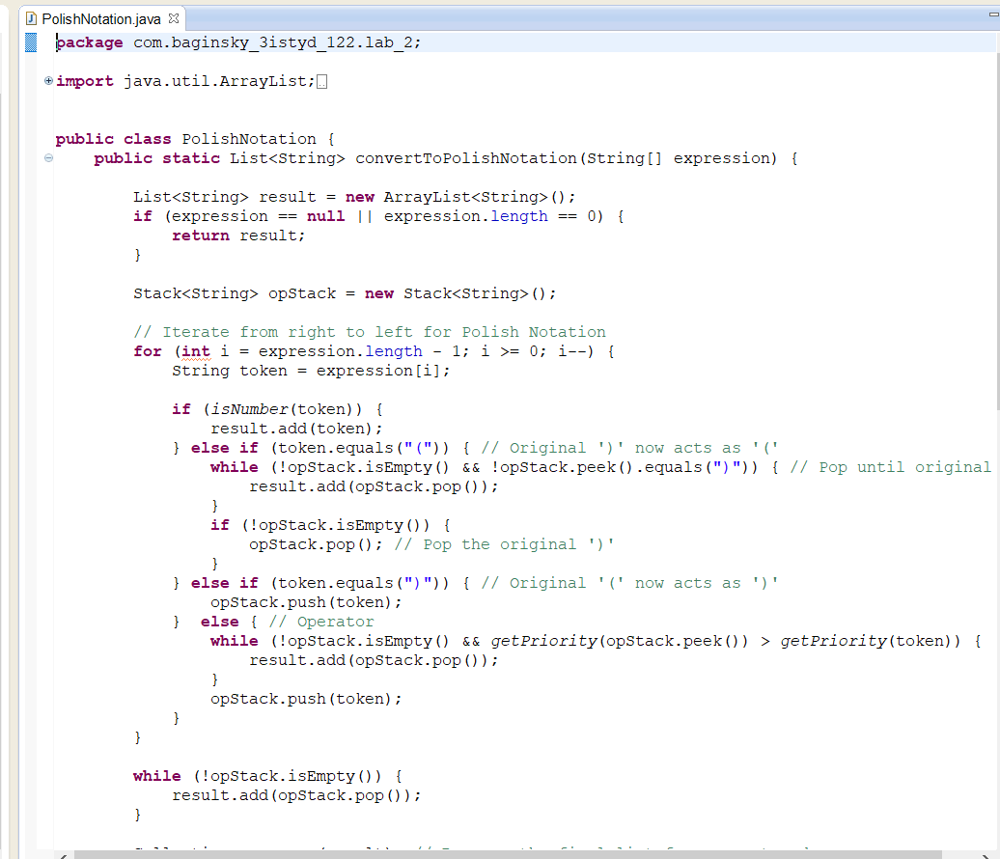 PolishNotation.java
package com.baginsky_3istyd_122.lab_2;
import java.util.ArrayList;
public class PolishNotation {
public static List<String> convertToPolishNotation(String[] expression) {
List<String> result = new ArrayList<String>();
if (expression == null || expression.length == 0) {
return result;
}
Stack<String> opStack = new Stack<String>();
// Iterate from right to left for Polish Notation
for (int i = expression.length - 1; i >= 0; i--) {
String token = expression[i];
if (isNumber(token)) {
result.add(token);
} else if (token.equals("(")) { // Original ')' now acts as '('
while (!opStack.isEmpty() && !opStack.peek().equals(")")) { // Pop until original
result.add(opStack.pop());
}
if (!opStack.isEmpty()) {
opStack.pop(); // Pop the original ')'
}
} else if (token.equals(")")) { // Original '(' now acts as ')'
opStack.push(token);
} else { // Operator
while (!opStack.isEmpty() && getPriority(opStack.peek()) > getPriority(token)) {
result.add(opStack.pop());
}
opStack.push(token);
}
}
while (!opStack.isEmpty()) {
result.add(opStack.pop());
}